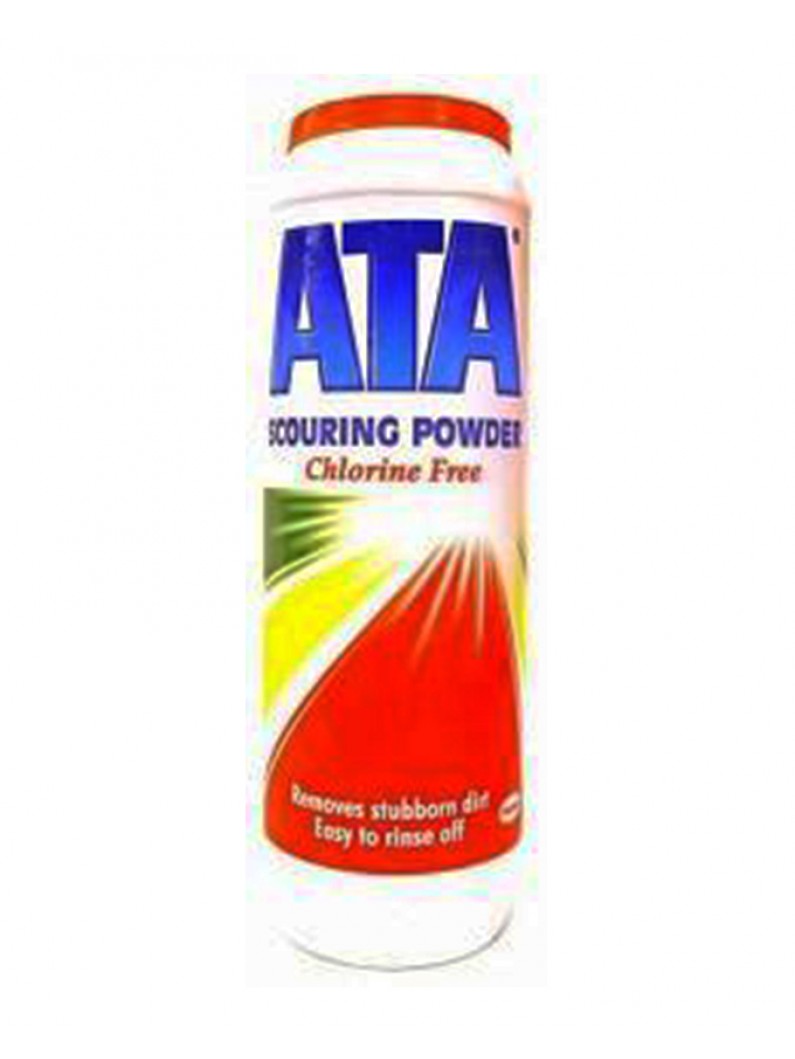 ATA
SCOURING POWDER
Chlorine Free
Removes stubborn dirt
Easy to rinse off